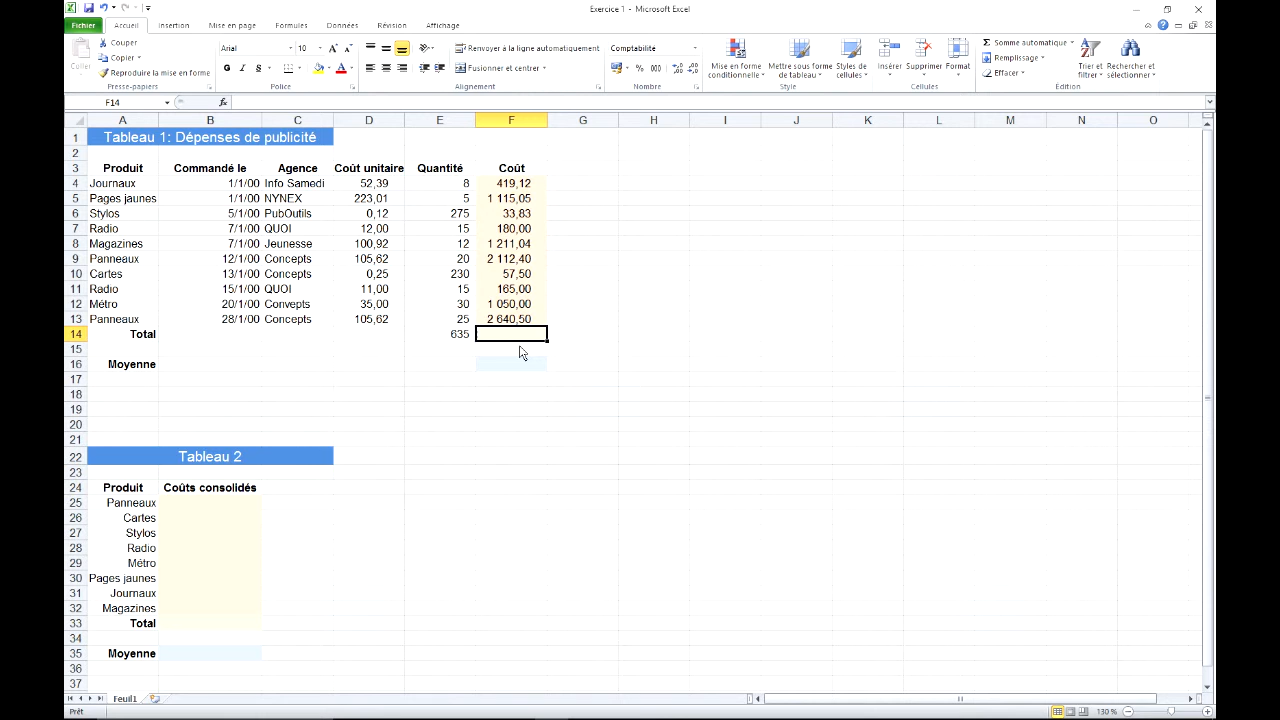 Exercice 1 - Microsoft Excel
Fichier Accueil Insertion Mise en page Formules Données Révision Affichage
Coller
Couper
Copier
Reproduire la mise en forme
Presse-papiers
Arial 10
G I S
Police
Renvoyer à la ligne automatiquement
Fusionner et centrer
Alignement
Comptabilité
% 000
Nombre
Mise en forme conditionnelle
Mettre sous forme de tableau
Styles de cellules
Style
Insérer Supprimer Format
Cellules
Somme automatique
Remplissage
Effacer
Trier et filtrer
Rechercher et sélectionner
Edition
F14 fx
A B C D E F G H I J K L M N O
1 Tableau 1: Dépenses de publicité
2
3 Produit Commandé le Agence Coût unitaire Quantité Coût
4 Journaux 1/1/00 Info Samedi 52,39 8 419,12
5 Pages jaunes 1/1/00 NYNEX 223,01 5 1 115,05
6 Stylos 5/1/00 PubOutils 0,12 275 33,83
7 Radio 7/1/00 QUOI 12,00 15 180,00
8 Magazines 7/1/00 Jeunesse 100,92 12 1 211,04
9 Panneaux 12/1/00 Concepts 105,62 20 2 112,40
10 Cartes 13/1/00 Concepts 0,25 230 57,50
11 Radio 15/1/00 QUOI 11,00 15 165,00
12 Métro 20/1/00 Convepts 35,00 30 1 050,00
13 Panneaux 28/1/00 Concepts 105,62 25 2 640,50
14 Total 635
15
16 Moyenne
17
18
19
20
21
22 Tableau 2
23
24 Produit Coûts consolidés
25 Panneaux
26 Cartes
27 Stylos
28 Radio
29 Métro
30 Pages jaunes
31 Journaux
32 Magazines
33 Total
34
35 Moyenne
36
37
Feuil1
Prêt 130 %